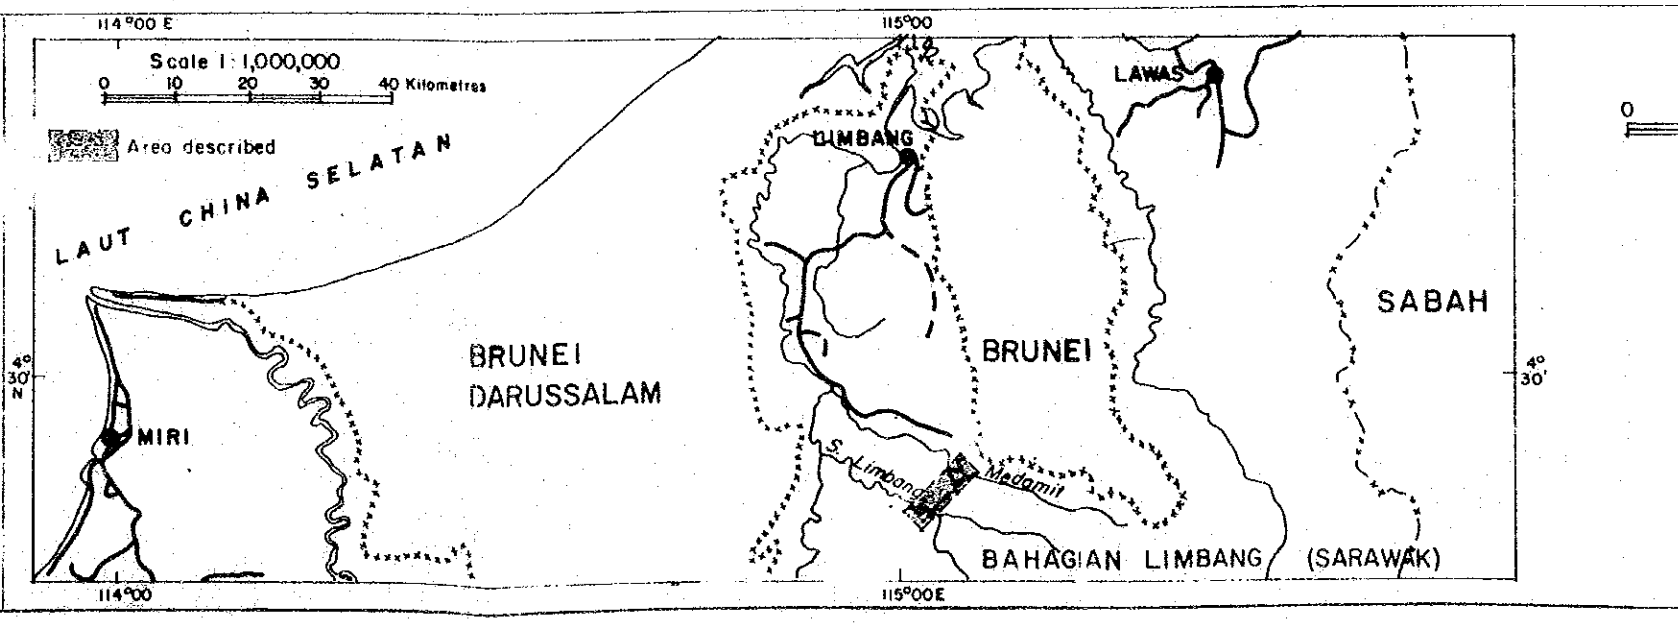 114°00 E
115°00
Scale 1:1,000,000
0 10 20 30 40 Kilometres
Area described
LAUT CHINA SELATAN
LIMBANG
LAWAS
0
SABAH
BRUNEI
DARUSSALAM
BRUNEI
4°
30'
N
4°
30'
MIRI
S. Limbang
Medamit
BAHAGIAN LIMBANG (SARAWAK)
114°00
115°00E